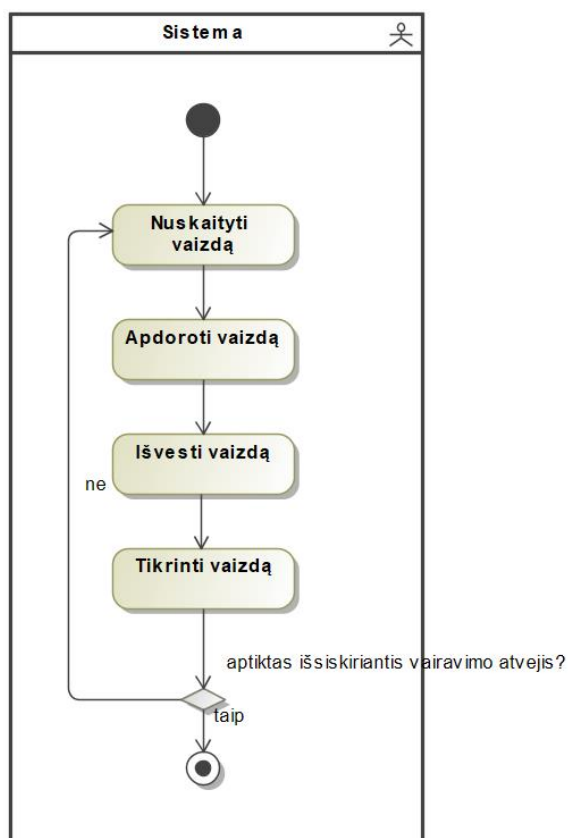 Sistema
Nuskaityti
vaizdą
Apdoroti vaizdą
Išvesti vaizdą
ne
Tikrinti vaizdą
aptiktas išsiskiriantis vairavimo atvejis?
taip